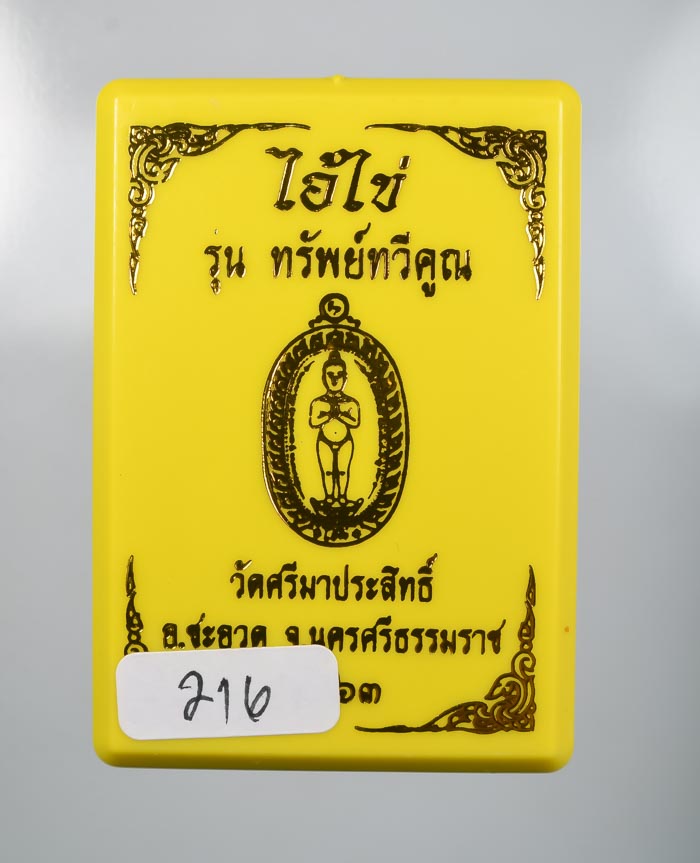 ไอ้ไข่
รุ่น ทรัพย์ทวีคูณ
วัดศรีมาประสิทธิ์
อ.ชะอวด จ.นครศรีธรรมราช
๖๓
216